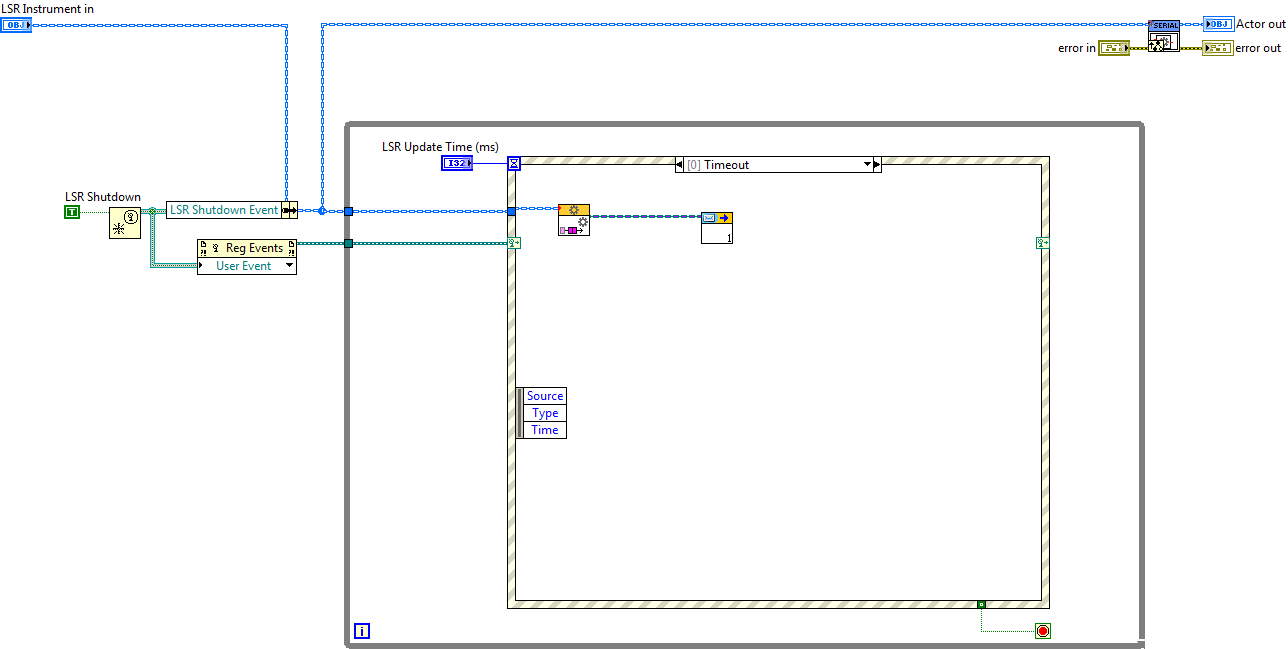 LSR Instrument in
OBJ
SERIAL
OBJ
Actor out
error in
error out
LSR Update Time (ms)
I32
[0] Timeout
LSR Shutdown
T
LSR Shutdown Event
Reg Events
User Event
1
Source
Type
Time
i